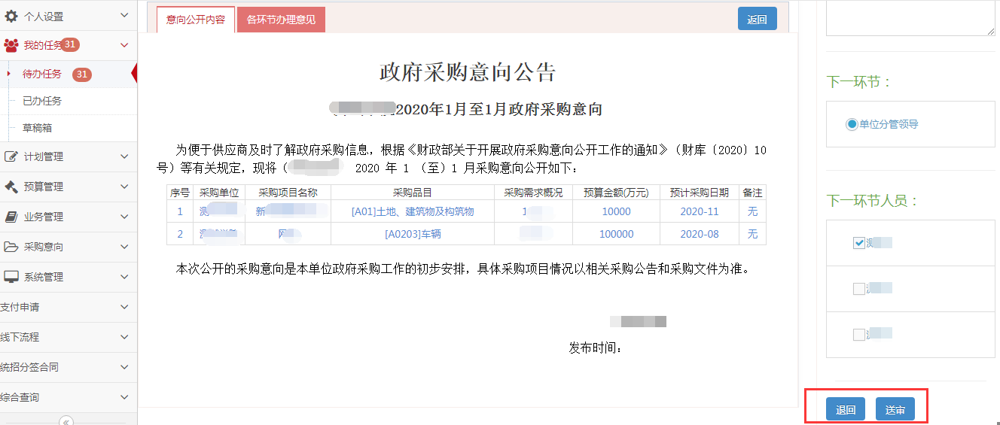 个人设置
我的任务 31
待办任务 31
已办任务
草稿箱
计划管理
预算管理
业务管理
采购意向
系统管理
支付申请
线下流程
统招分签合同
综合查询
意向公开内容 各环节办理意见 返回
政府采购意向公告
2020年1月至1月政府采购意向
为便于供应商及时了解政府采购信息，根据《财政部关于开展政府采购意向公开工作的通知》（财库〔2020〕10
号）等有关规定，现将（ 2020 年 1 （至）1 月采购意向公开如下：
序号 采购单位 采购项目名称 采购品目 采购需求概况 预算金额(万元) 预计采购日期 备注
1 测 新 [A01]土地、建筑物及构筑物 1 10000 2020-11 无
2 [A0203]车辆 100000 2020-08 无
本次公开的采购意向是本单位政府采购工作的初步安排，具体采购项目情况以相关采购公告和采购文件为准。
发布时间：
下一环节：
单位分管领导
下一环节人员：
测
退回 送审